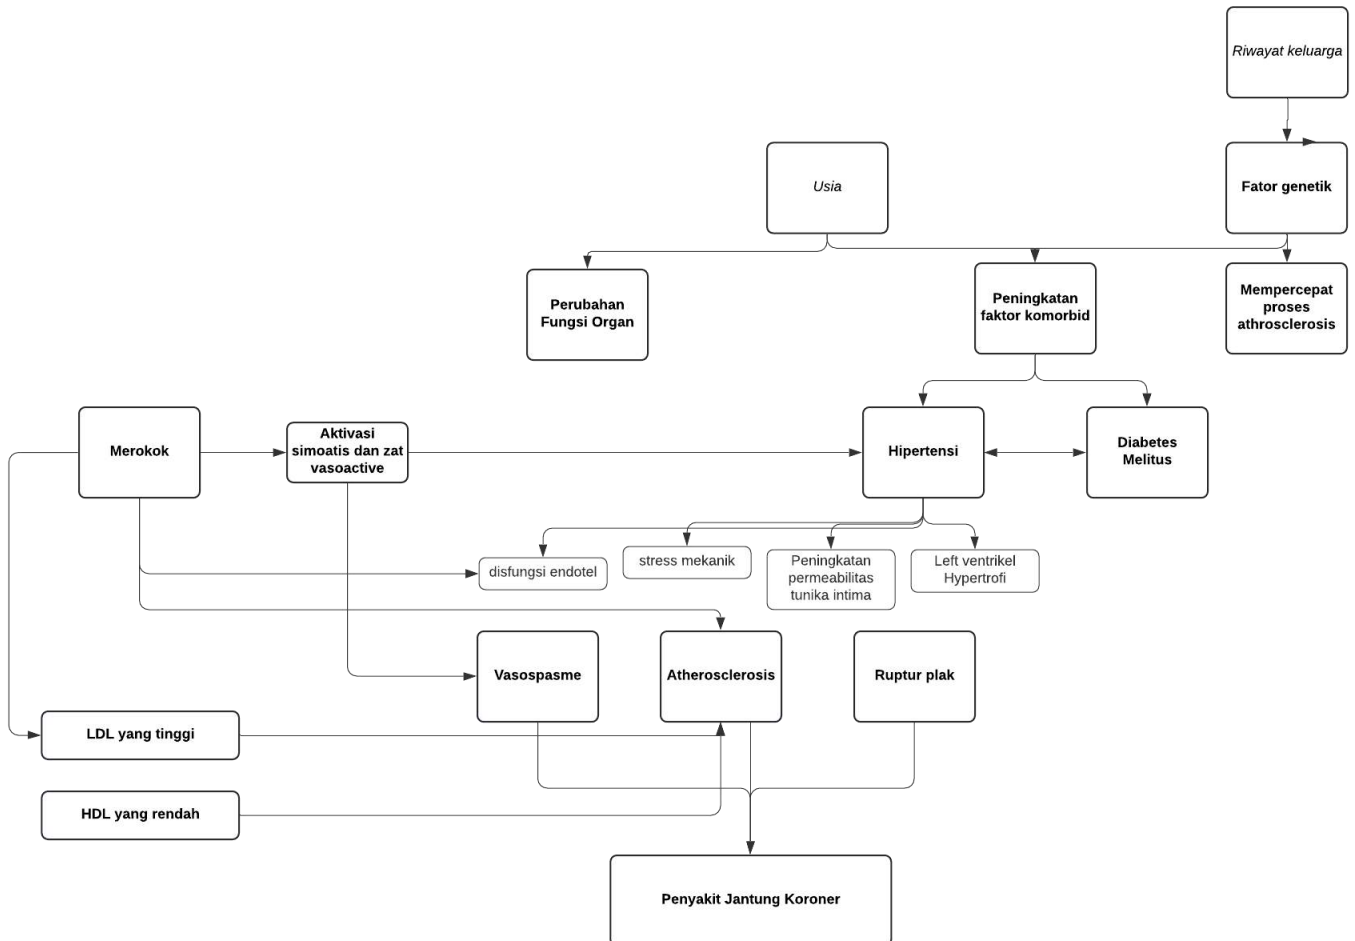 Riwayat keluarga
Usia
Fator genetik
Perubahan
Fungsi Organ
Peningkatan
faktor komorbid
Mempercepat
proses
athrosclerosis
Merokok
Aktivasi
simoatis dan zat
vasoactive
Hipertensi
Diabetes
Melitus
disfungsi endotel
stress mekanik
Peningkatan
permeabilitas
tunika intima
Left ventrikel
Hypertrofi
Vasospasme
Atherosclerosis
Ruptur plak
LDL yang tinggi
HDL yang rendah
Penyakit Jantung Koroner